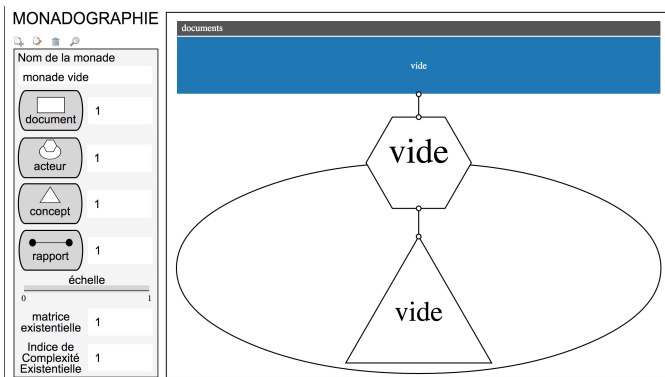 MONADOGRAPHIE
Nom de la monade
monade vide
document
1
acteur
1
concept
1
rapport
1
échelle
0
1
matrice
existentielle
1
Indice de
Complexité
Existentielle
1
documents
vide
vide
vide